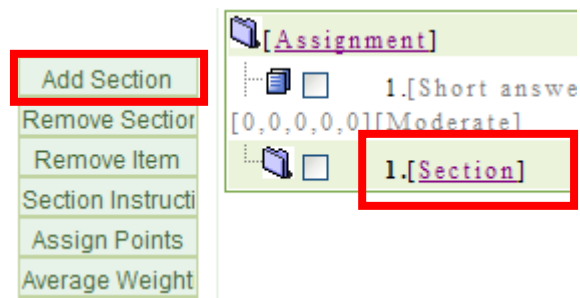 Add Section
Remove Section
Remove Item
Section Instructi
Assign Points
Average Weight
[Assignment]
1.[Short answe
[0,0,0,0,0][Moderate]
1.[Section]